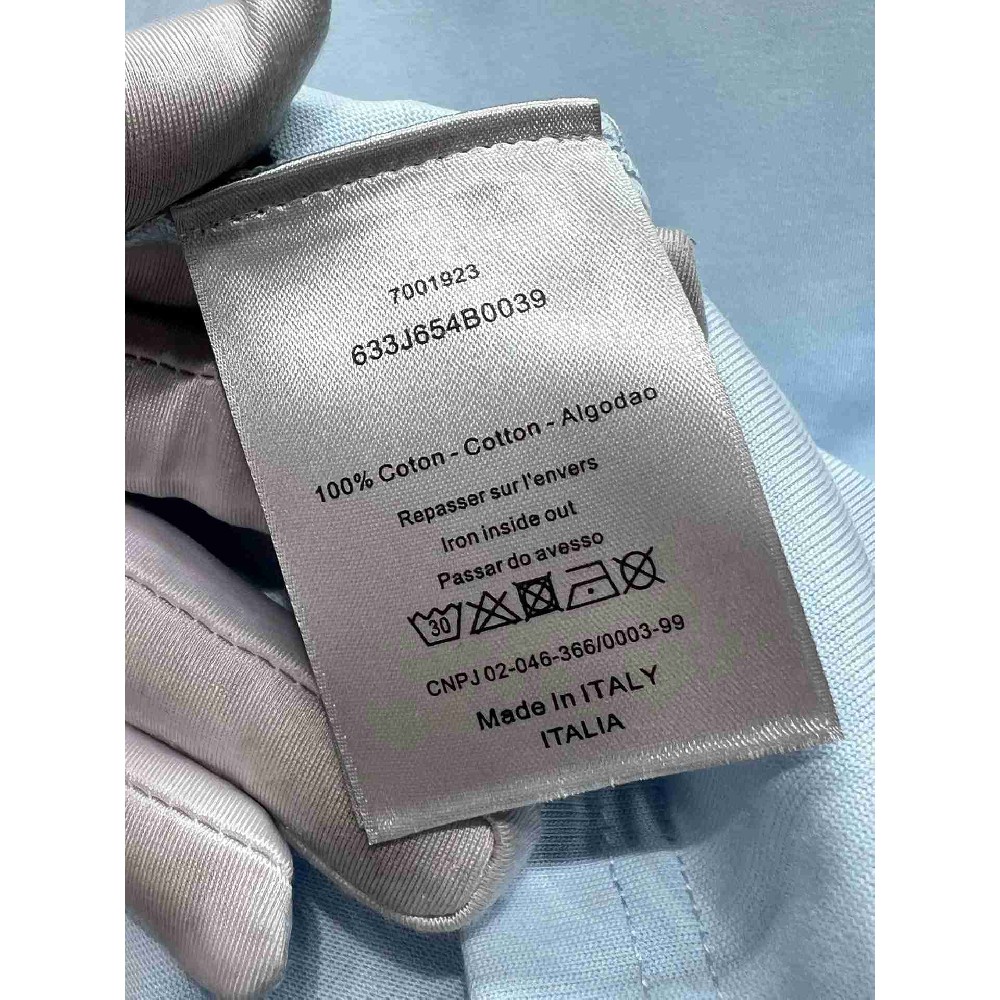 7001923
633J654B0039
100% Coton - Cotton - Algodao
Repasser sur l'envers
Iron inside out
Passar do avesso
30
CNPJ 02-046-366/0003-99
Made In ITALY
ITALIA